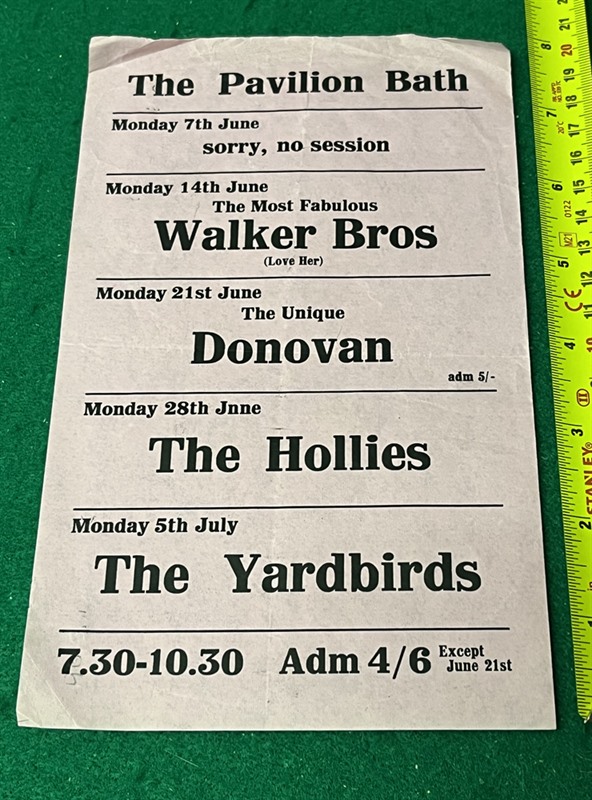 The Pavilion Bath
Monday 7th June
sorry, no session
Monday 14th June
The Most Fabulous
Walker Bros
(Love Her)
Monday 21st June
The Unique
Donovan
adm 5/-
Monday 28th Jnne
The Hollies
Monday 5th July
The Yardbirds
7.30-10.30 Adm 4/6 Except
June 21st
STANLEY